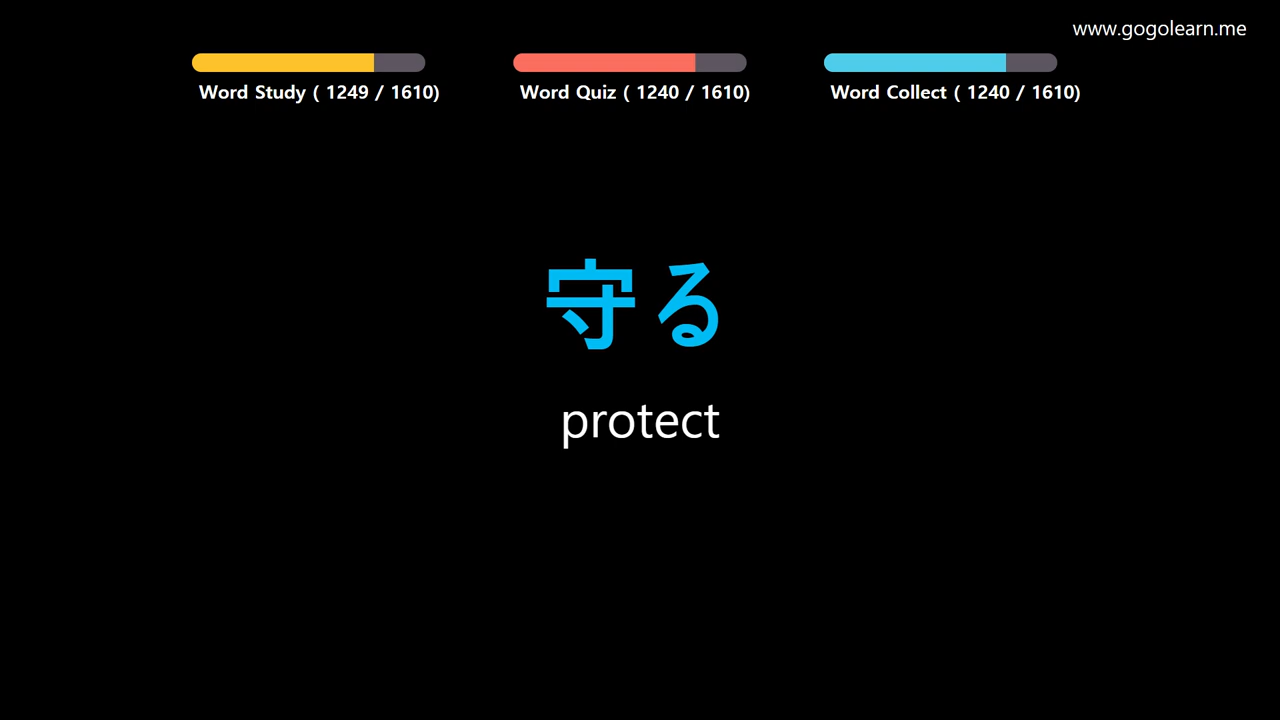 www.gogolearn.me
Word Study ( 1249 / 1610) Word Quiz ( 1240 / 1610) Word Collect ( 1240 / 1610)
守る
protect